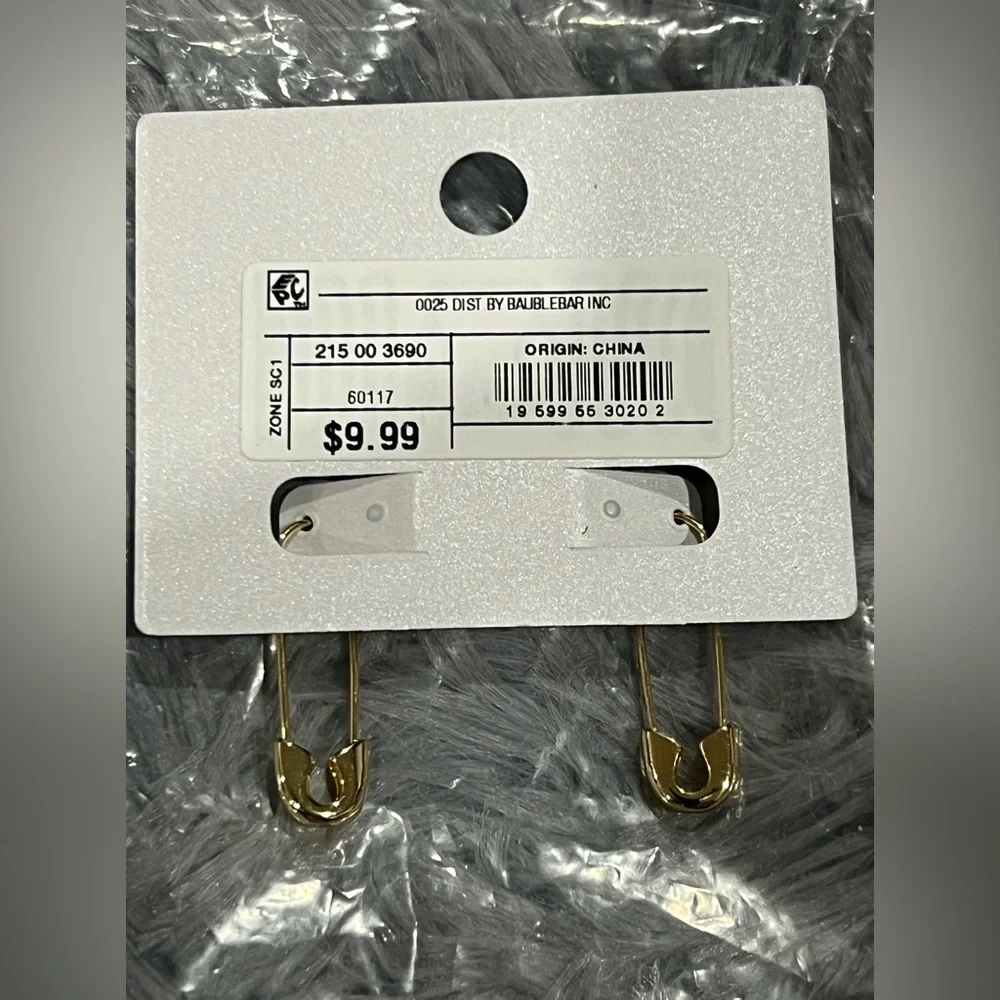 PC
0025 DIST BY BAUBLEBAR INC
ZONE SC1
215 00 3690
60117
$9.99
ORIGIN: CHINA
19 599 55 3020 2